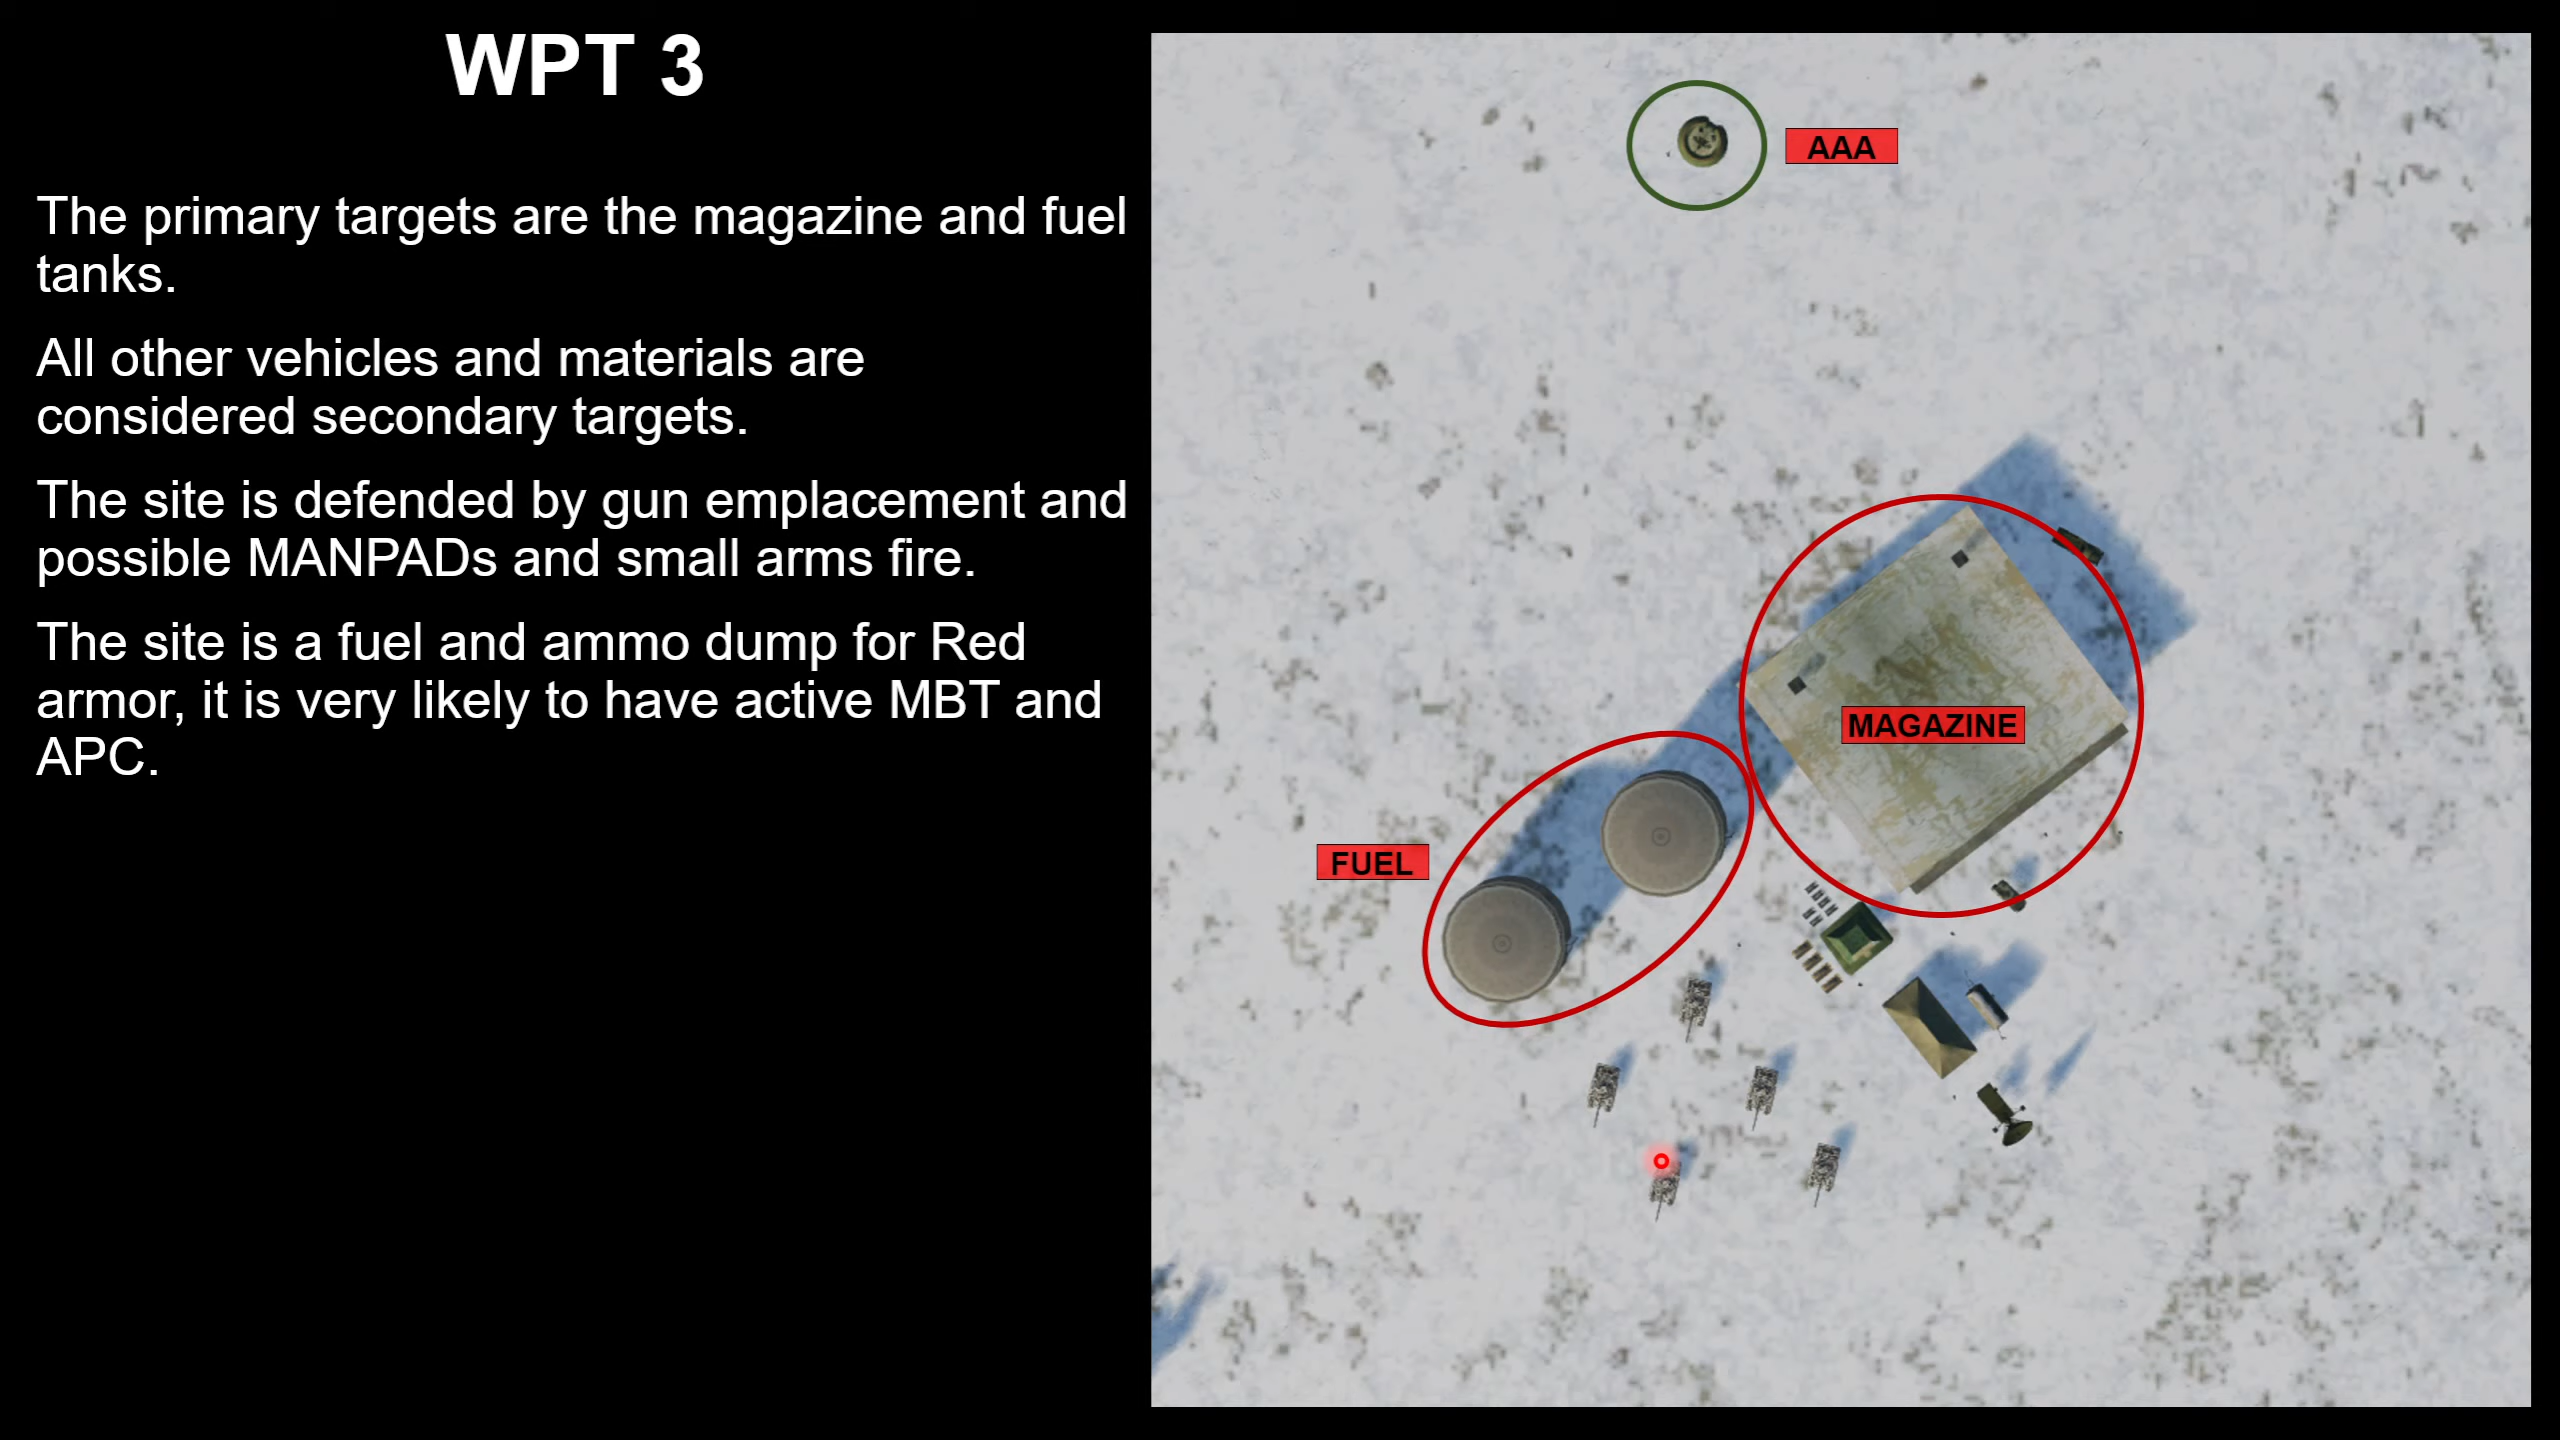 WPT 3
The primary targets are the magazine and fuel
tanks.
All other vehicles and materials are
considered secondary targets.
The site is defended by gun emplacement and
possible MANPADs and small arms fire.
The site is a fuel and ammo dump for Red
armor, it is very likely to have active MBT and
APC.
AAA
MAGAZINE
FUEL